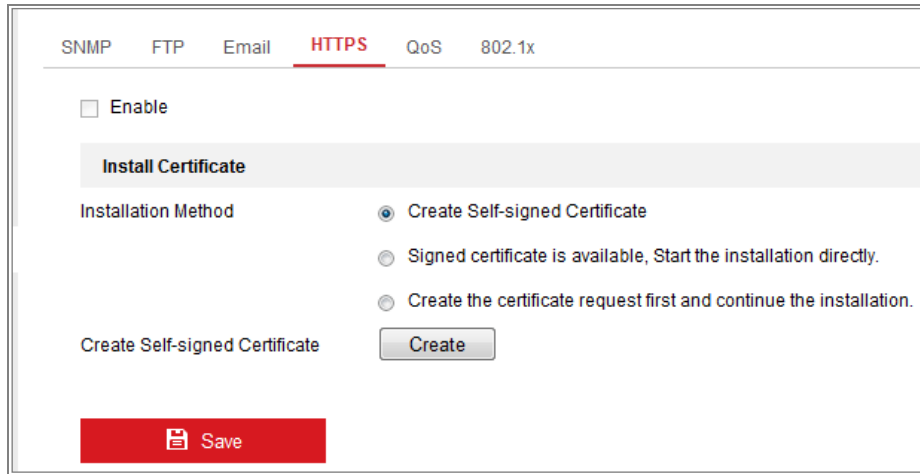 SNMP FTP Email HTTPS QoS 802.1x
Enable
Install Certificate
Installation Method
Create Self-signed Certificate
Signed certificate is available, Start the installation directly.
Create the certificate request first and continue the installation.
Create Self-signed Certificate Create
Save